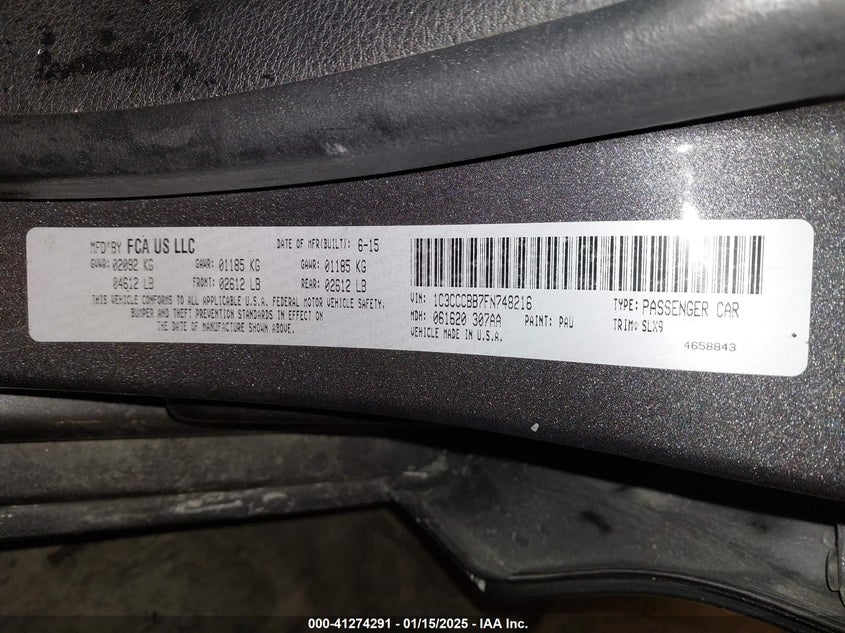 MFD BY FCA US LLC DATE OF MFR(BUILT): 6-15
GVWR: 02092 KG GAWR: 01185 KG GAWR: 01185 KG
04612 LB FRONT: 02612 LB REAR: 02612 LB
THIS VEHICLE CONFORMS TO ALL APPLICABLE U.S.A. FEDERAL MOTOR VEHICLE SAFETY,
BUMPER AND THEFT PREVENTION STANDARDS IN EFFECT ON
THE DATE OF MANUFACTURE SHOWN ABOVE.
VIN: 1C3CCCBB7FN748216 TYPE: PASSENGER CAR
MDH: 061620 307AA PAINT: PAU TRIM: SLX9
VEHICLE MADE IN U.S.A. 4658843
000-41274291 - 01/15/2025 - IAA Inc.